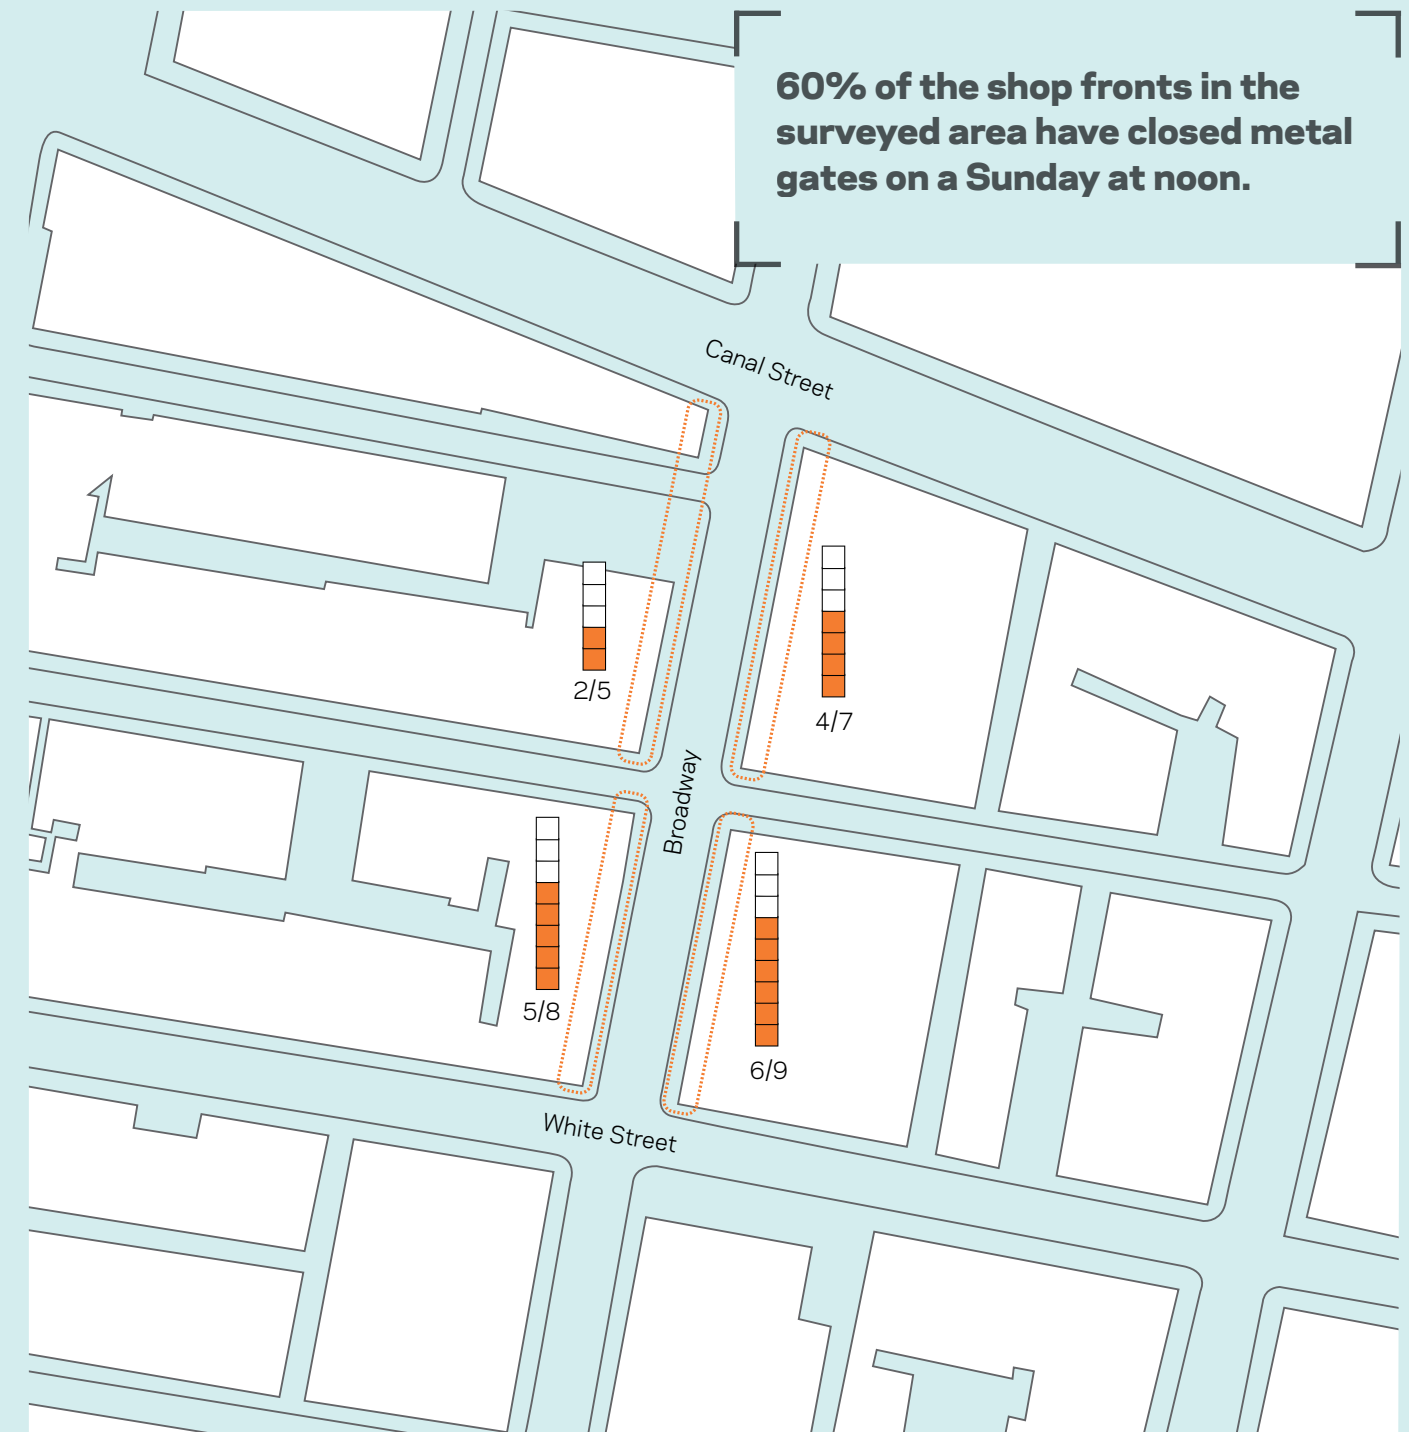 60% of the shop fronts in the
surveyed area have closed metal
gates on a Sunday at noon.
Canal Street
2/5
4/7
Broadway
5/8
6/9
White Street